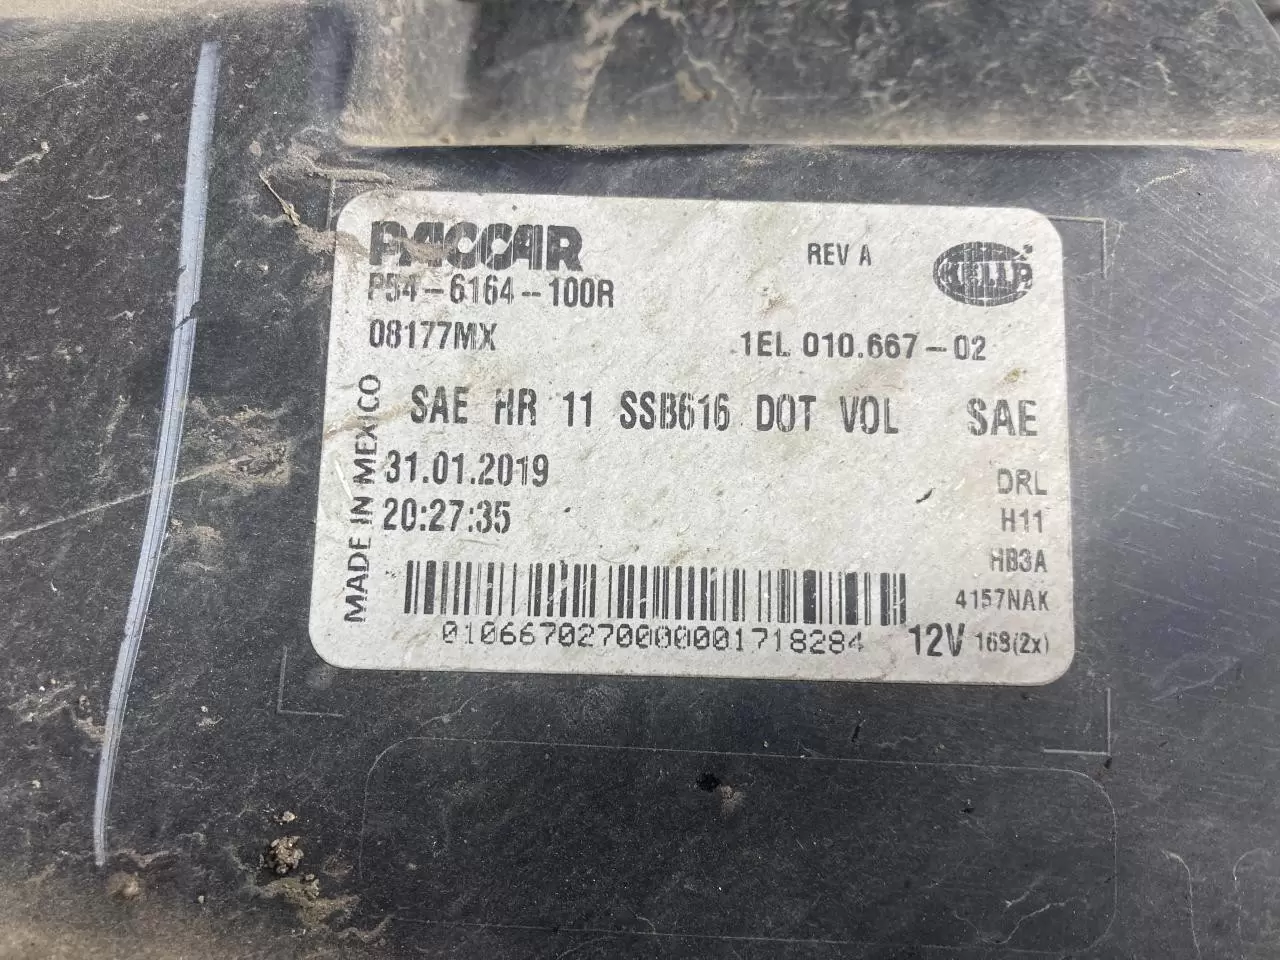 PACCAR
REV A
HELLA
P54-6164-100R
08177MX
1EL 010.667-02
SAE HR 11 SSB616 DOT VOL SAE
MADE IN MEXICO
31.01.2019
20:27:35
DRL
H11
HB3A
4157NAK
12V 168(2x)
0106670270000001718284